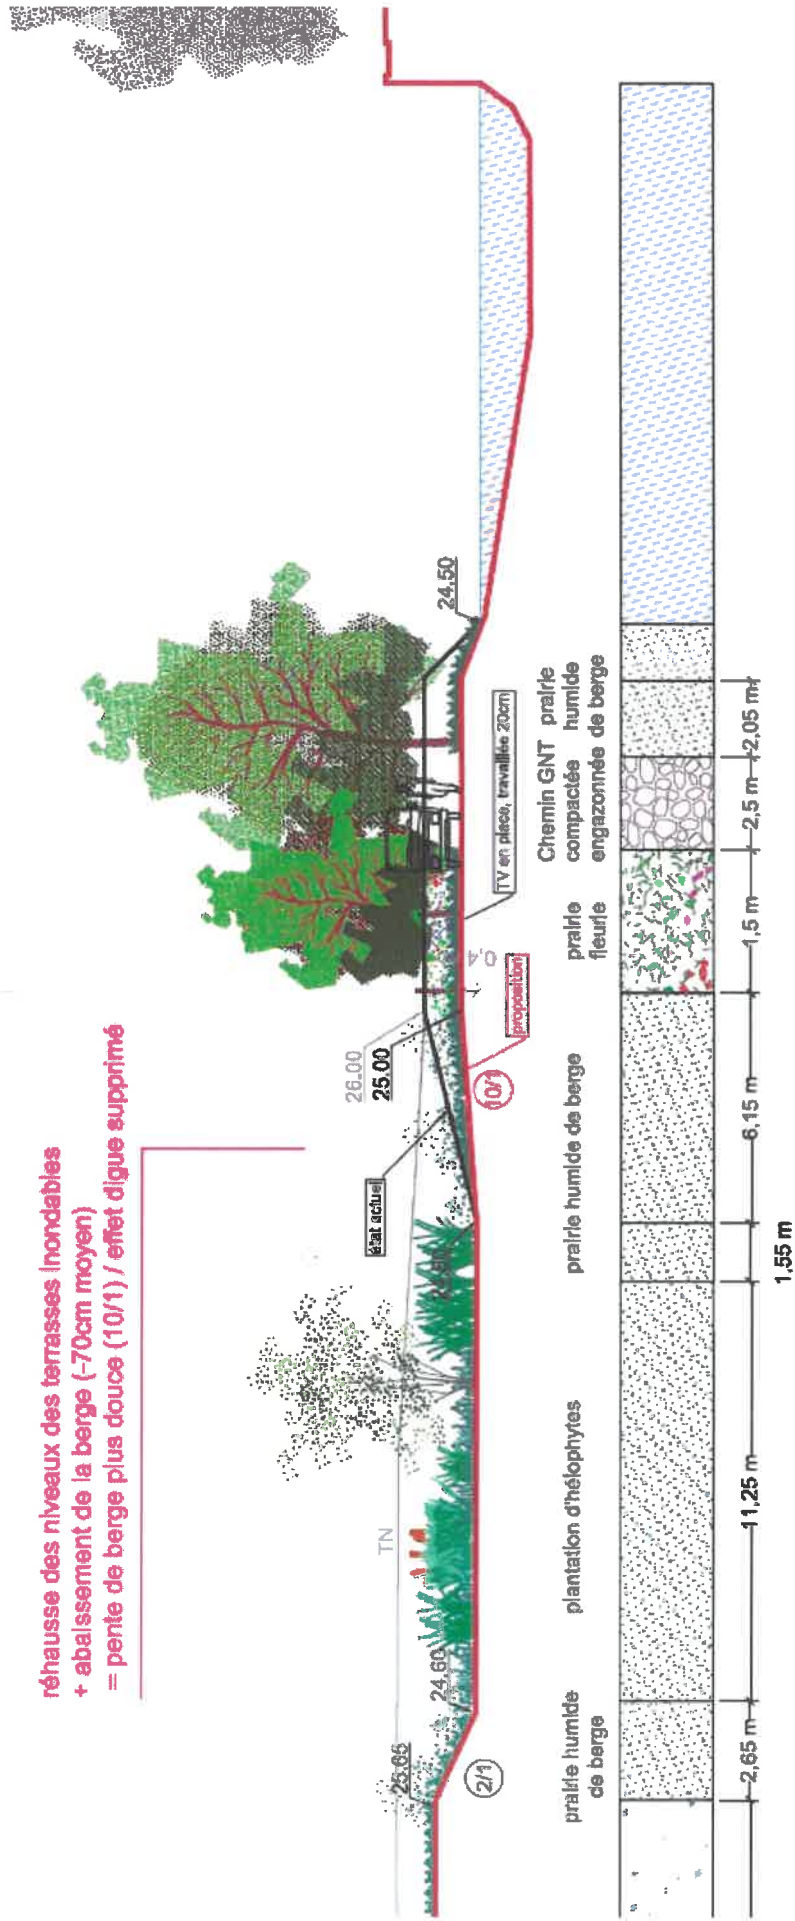 réhausse des niveaux des terrasses inondables
+ abaissement de la berge (-70cm moyen)
= pente de berge plus douce (10/1) / effet digue supprimé
TN
état actuel
26.00
25.00
24.50
25.65
24.60
0,4
2/1
10/1
proposition
TV en place, travaillée 20cm
prairie humide
de berge
plantation d'hélophytes
prairie humide de berge
prairie
fleurie
Chemin GNT
compactée
engazonnée
prairie
humide
de berge
2,65 m
11,25 m
1,55 m
6,15 m
1,5 m
2,5 m
2,05 m